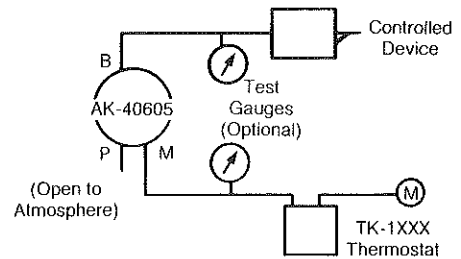 Controlled
Device
B
Test
Gauges
(Optional)
AK-40605
P
M
(Open to
Atmosphere)
M
TK-1XXX
Thermostat